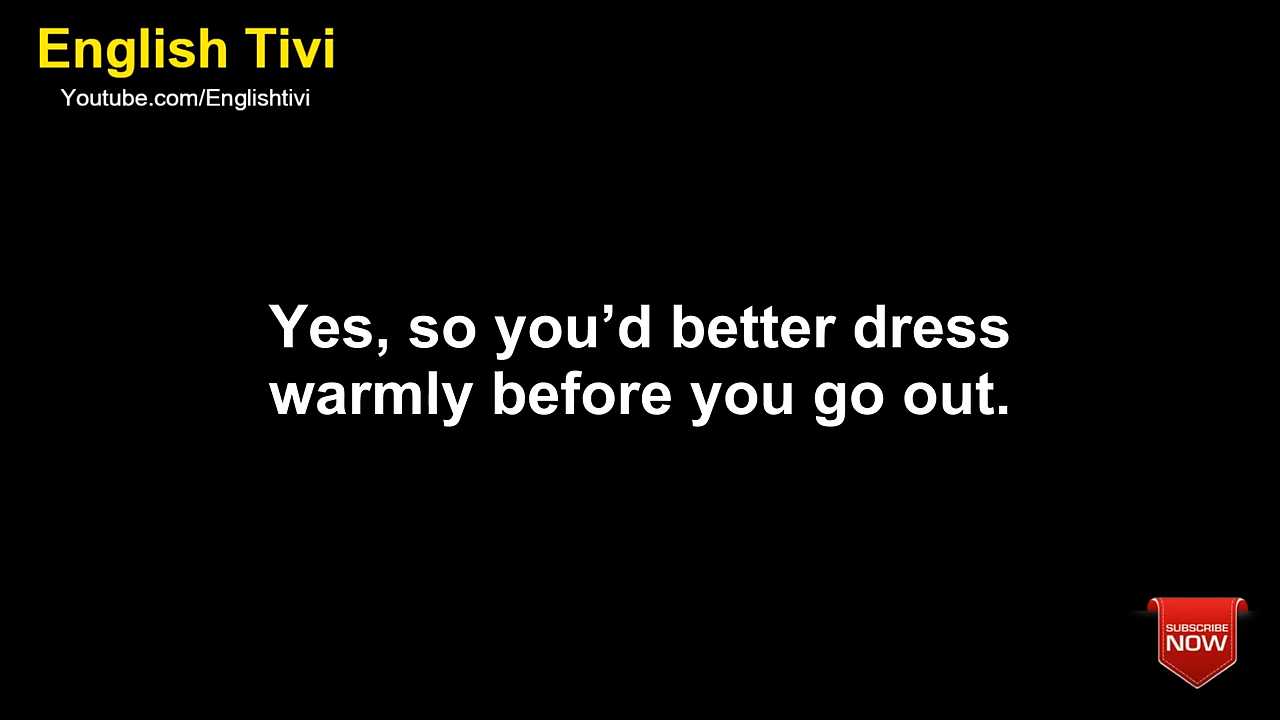 English Tivi
Youtube.com/Englishtivi
Yes, so you’d better dress
warmly before you go out.
SUBSCRIBE
NOW